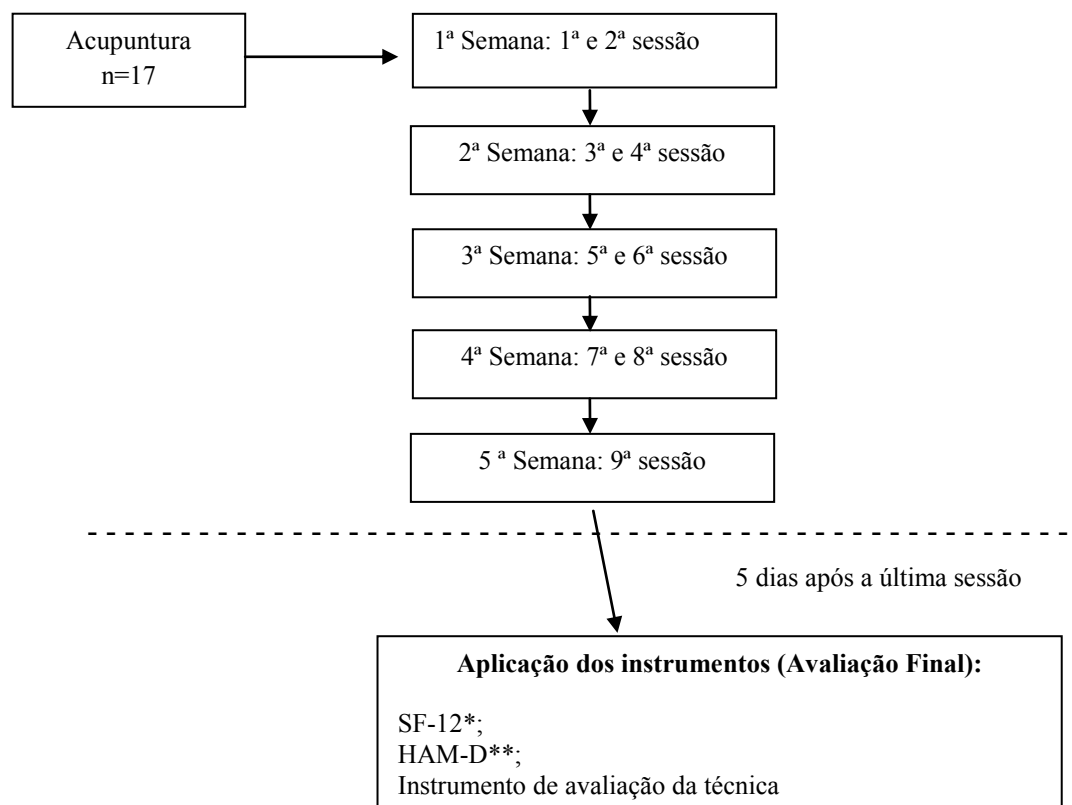 Acupuntura
n=17
1ª Semana: 1ª e 2ª sessão
2ª Semana: 3ª e 4ª sessão
3ª Semana: 5ª e 6ª sessão
4ª Semana: 7ª e 8ª sessão
5 ª Semana: 9ª sessão
5 dias após a última sessão
Aplicação dos instrumentos (Avaliação Final):
SF-12*;
HAM-D**;
Instrumento de avaliação da técnica